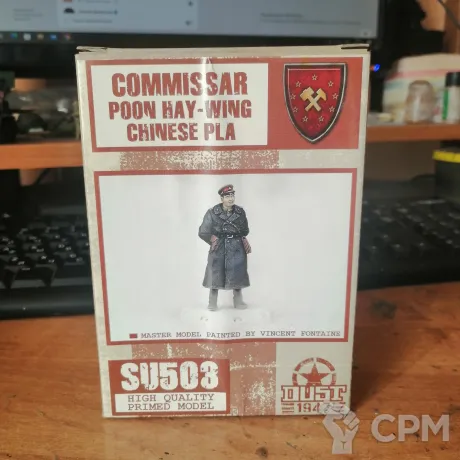 COMMISSAR
POON HAY-WING
CHINESE PLA
MASTER MODEL PAINTED BY VINCENT FONTAINE
SU503
HIGH QUALITY
PRIMED MODEL
DUST
CPM